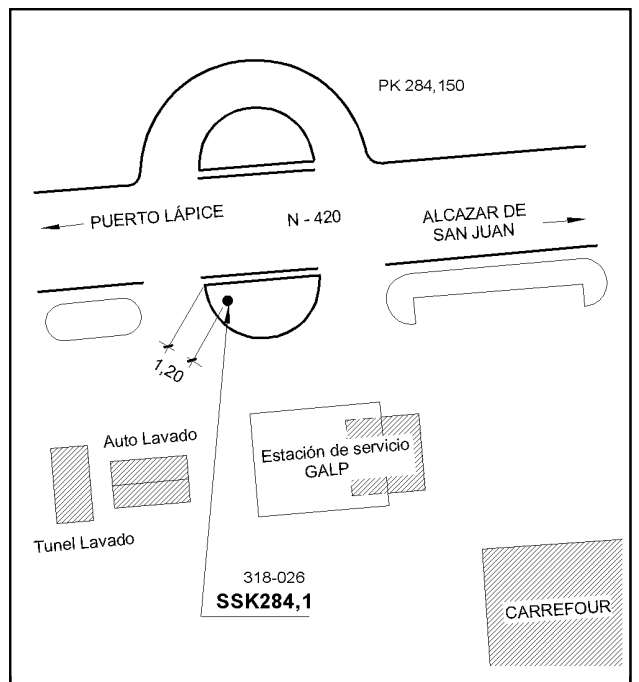 PK 284,150
PUERTO LÁPICE
N - 420
ALCAZAR DE
SAN JUAN
1,20
Auto Lavado
Estación de servicio
GALP
Tunel Lavado
318-026
SSK284,1
CARREFOUR